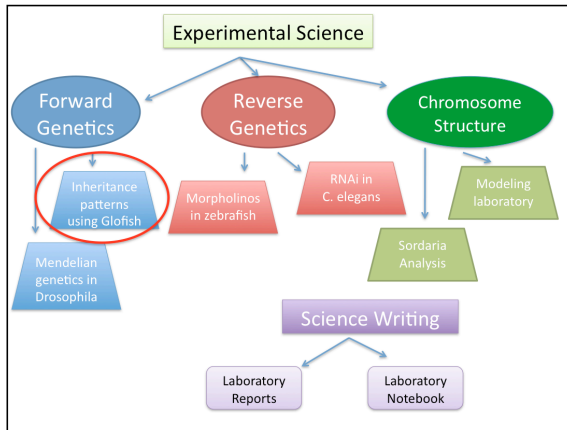 Experimental Science
Forward
Genetics
Reverse
Genetics
Chromosome
Structure
Inheritance
patterns
using Glofish
Mendelian
genetics in
Drosophila
Morpholinos
in zebrafish
RNAi in
C. elegans
Modeling
laboratory
Sordaria
Analysis
Science Writing
Laboratory
Reports
Laboratory
Notebook